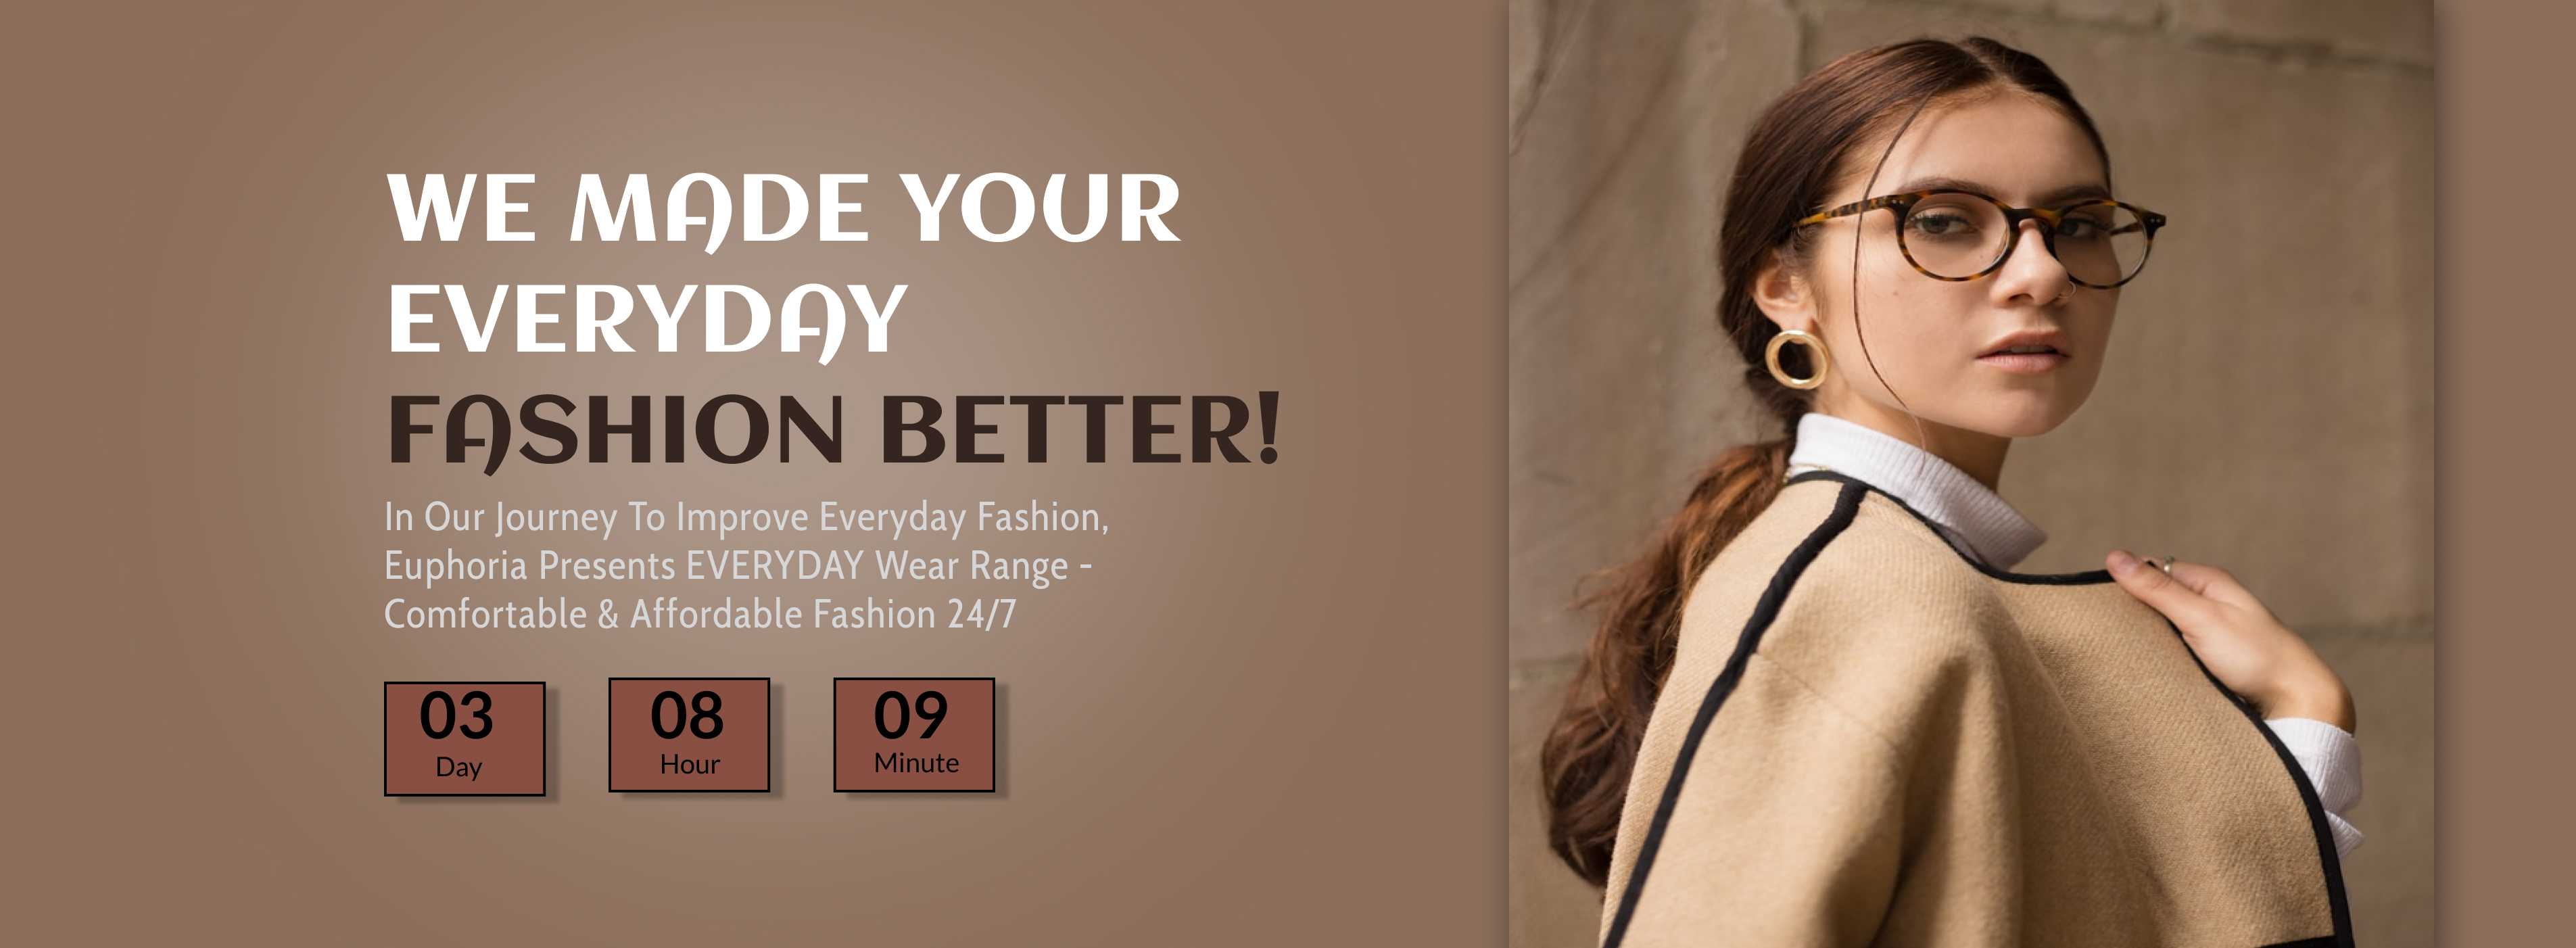 WE MADE YOUR
EVERYDAY
FASHION BETTER!
In Our Journey To Improve Everyday Fashion,
Euphoria Presents EVERYDAY Wear Range -
Comfortable & Affordable Fashion 24/7
03 08 09
Day Hour Minute